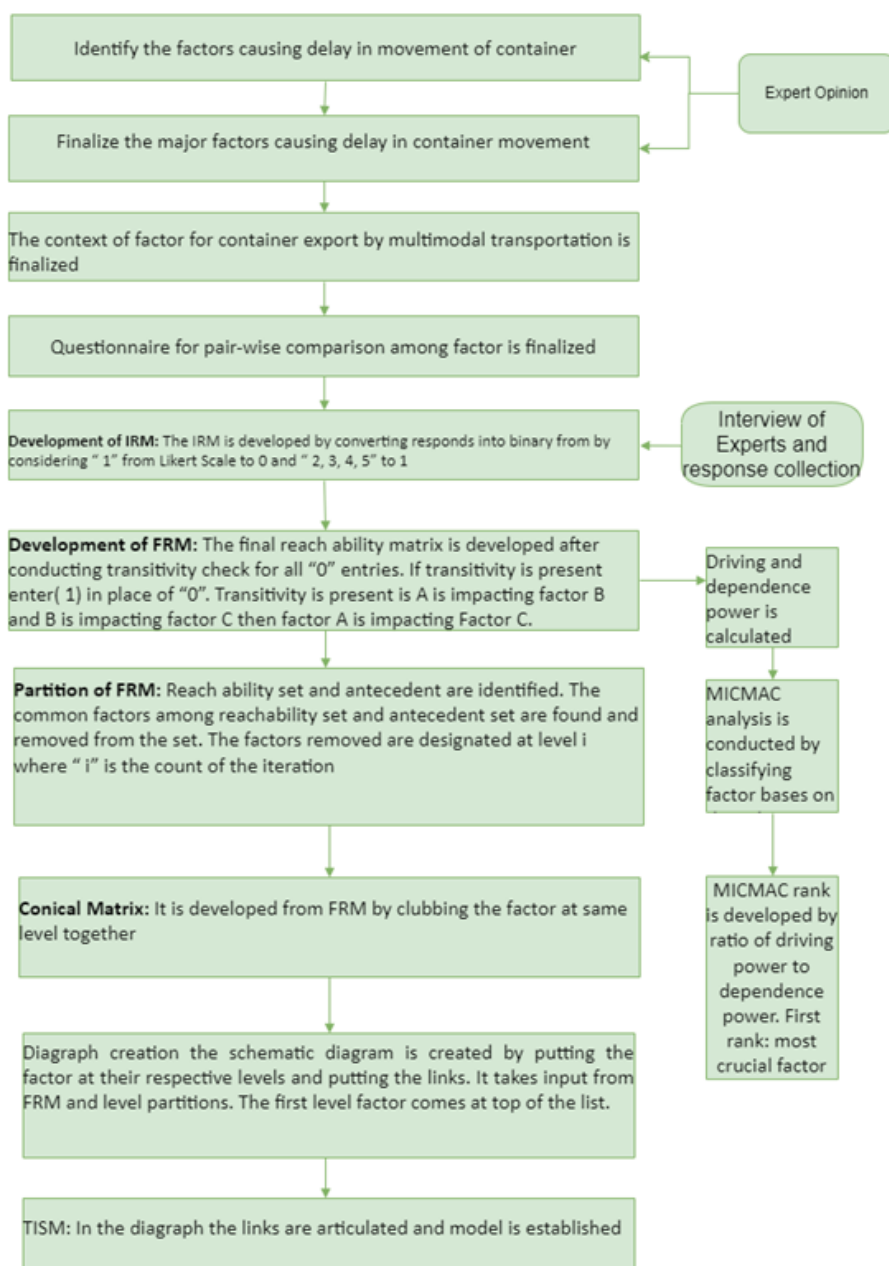 Identify the factors causing delay in movement of container
Expert Opinion
Finalize the major factors causing delay in container movement
The context of factor for container export by multimodal transportation is
finalized
Questionnaire for pair-wise comparison among factor is finalized
Development of IRM: The IRM is developed by converting responds into binary from by
considering “ 1” from Likert Scale to 0 and “ 2, 3, 4, 5” to 1
Interview of
Experts and
response collection
Development of FRM: The final reach ability matrix is developed after
conducting transitivity check for all “0” entries. If transitivity is present
enter( 1) in place of “0”. Transitivity is present is A is impacting factor B
and B is impacting factor C then factor A is impacting Factor C.
Driving and
dependence
power is
calculated
Partition of FRM: Reach ability set and antecedent are identified. The
common factors among reachability set and antecedent set are found and
removed from the set. The factors removed are designated at level i
where “ i” is the count of the iteration
MICMAC
analysis is
conducted by
classifying
factor bases on
Conical Matrix: It is developed from FRM by clubbing the factor at same
level together
MICMAC rank
is developed by
ratio of driving
power to
dependence
power. First
rank: most
crucial factor
Diagraph creation the schematic diagram is created by putting the
factor at their respective levels and putting the links. It takes input from
FRM and level partitions. The first level factor comes at top of the list.
TISM: In the diagraph the links are articulated and model is established